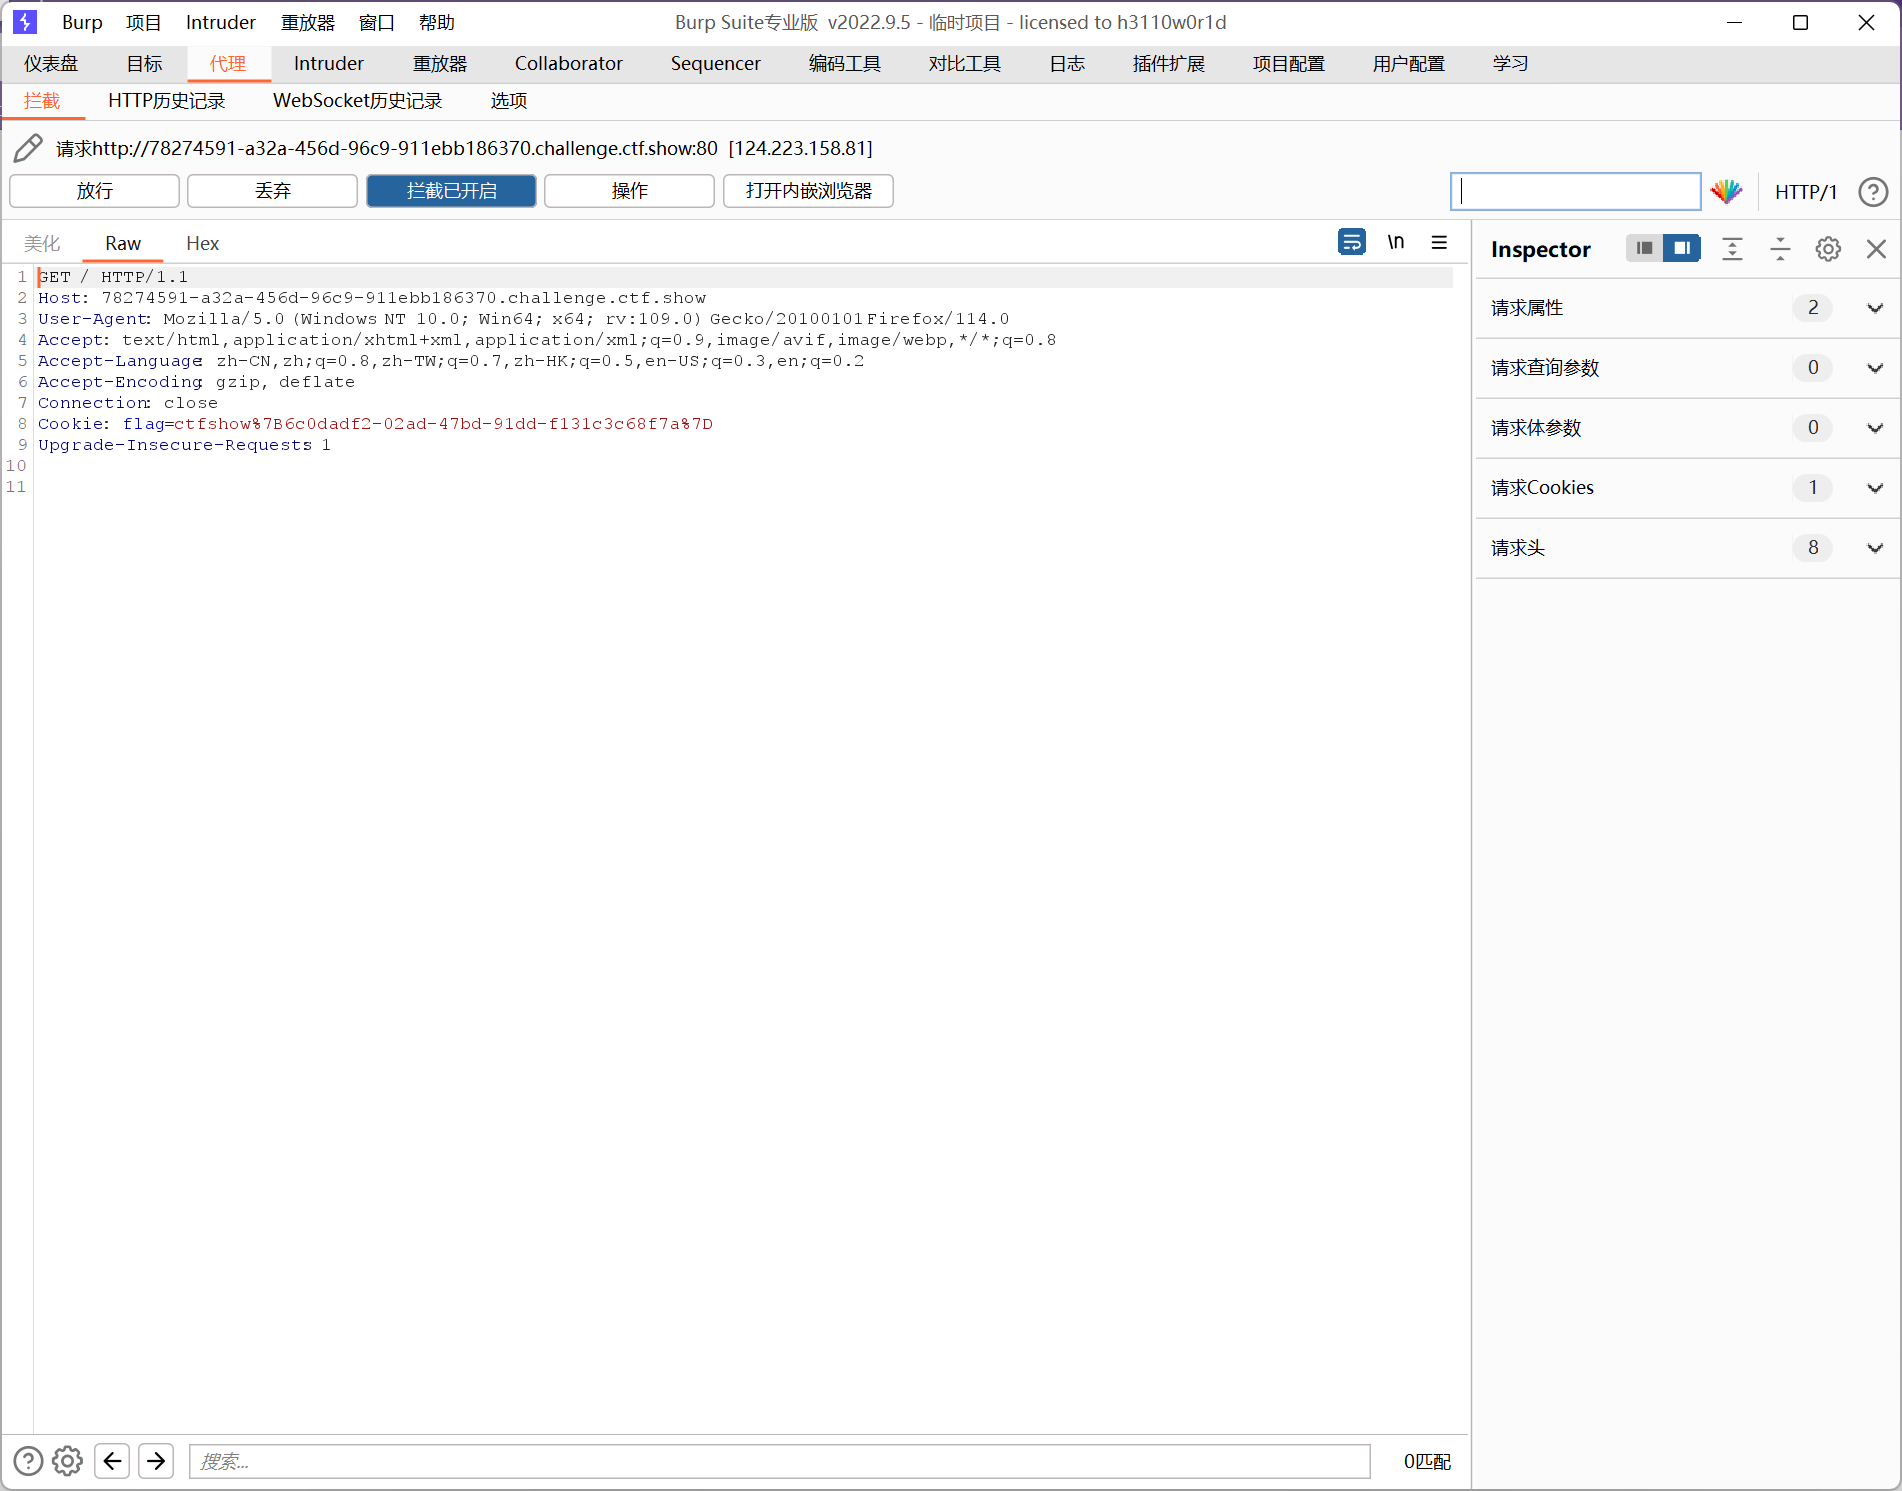 Burp 项目 Intruder 重放器 窗口 帮助 Burp Suite专业版 v2022.9.5 - 临时项目 - licensed to h3110w0r1d
仪表盘 目标 代理 Intruder 重放器 Collaborator Sequencer 编码工具 对比工具 日志 插件扩展 项目配置 用户配置 学习
拦截 HTTP历史记录 WebSocket历史记录 选项
请求http://78274591-a32a-456d-96c9-911ebb186370.challenge.ctf.show:80 [124.223.158.81]
放行 丢弃 拦截已开启 操作 打开内嵌浏览器 HTTP/1 ?
美化 Raw Hex \n
1 GET / HTTP/1.1
2 Host: 78274591-a32a-456d-96c9-911ebb186370.challenge.ctf.show
3 User-Agent: Mozilla/5.0 (Windows NT 10.0; Win64; x64; rv:109.0) Gecko/20100101 Firefox/114.0
4 Accept: text/html,application/xhtml+xml,application/xml;q=0.9,image/avif,image/webp,*/*;q=0.8
5 Accept-Language: zh-CN,zh;q=0.8,zh-TW;q=0.7,zh-HK;q=0.5,en-US;q=0.3,en;q=0.2
6 Accept-Encoding: gzip, deflate
7 Connection: close
8 Cookie: flag=ctfshow%7B6c0dadf2-02ad-47bd-91dd-f131c3c68f7a%7D
9 Upgrade-Insecure-Requests: 1
10
11
Inspector
请求属性 2
请求查询参数 0
请求体参数 0
请求Cookies 1
请求头 8
? 搜索... 0匹配